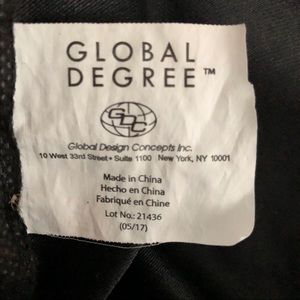 GLOBAL
DEGREE™
GDC
Global Design Concepts Inc.
10 West 33rd Street • Suite 1100 New York, NY 10001
Made in China
Hecho en China
Fabriqué en Chine
Lot No.: 21436
(05/17)